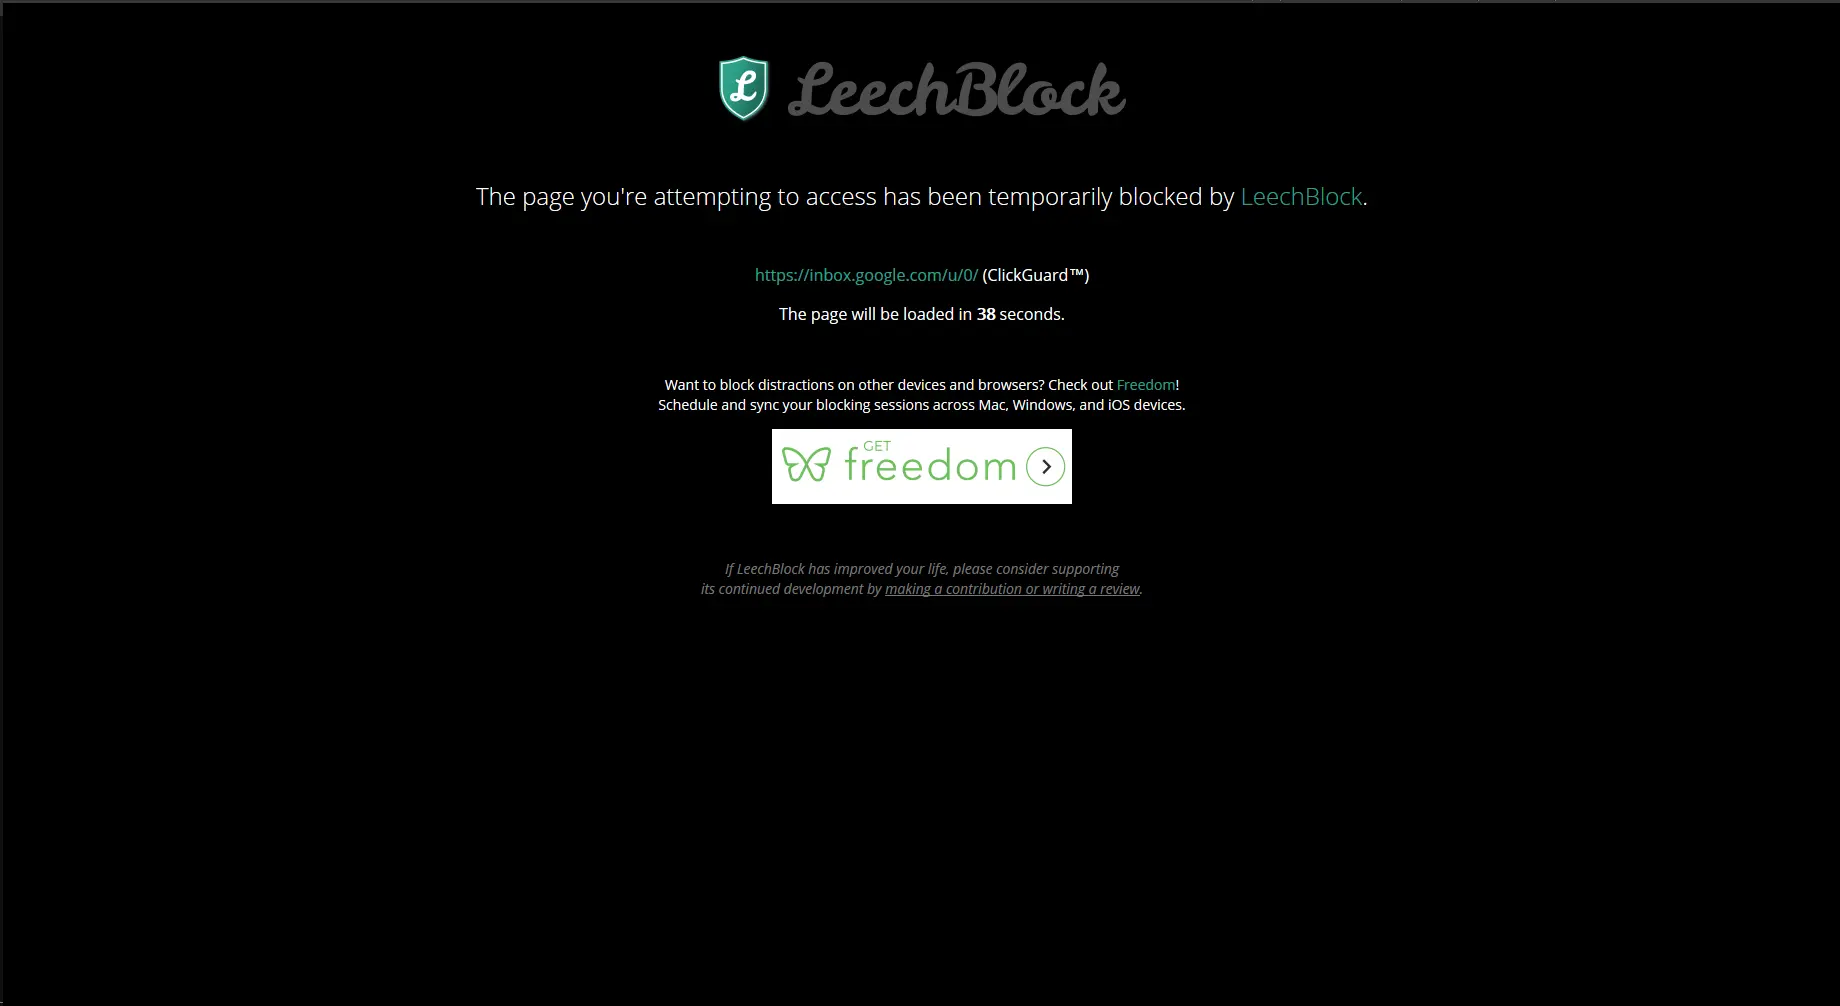 L LeechBlock
The page you're attempting to access has been temporarily blocked by LeechBlock.
https://inbox.google.com/u/0/ (ClickGuard™)
The page will be loaded in 38 seconds.
Want to block distractions on other devices and browsers? Check out Freedom!
Schedule and sync your blocking sessions across Mac, Windows, and iOS devices.
GET
freedom
If LeechBlock has improved your life, please consider supporting
its continued development by making a contribution or writing a review.